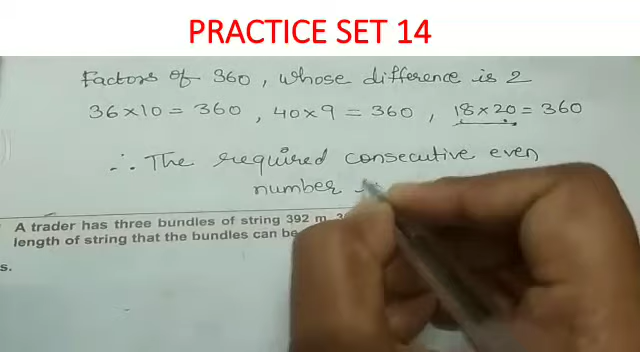 PRACTICE SET 14
Factors of 360, whose difference is 2
36 × 10 = 360, 40 × 9 = 360, 18 × 20 = 360
∴ The required consecutive even
number
A trader has three bundles of string 392 m,
length of string that the bundles can be
s.